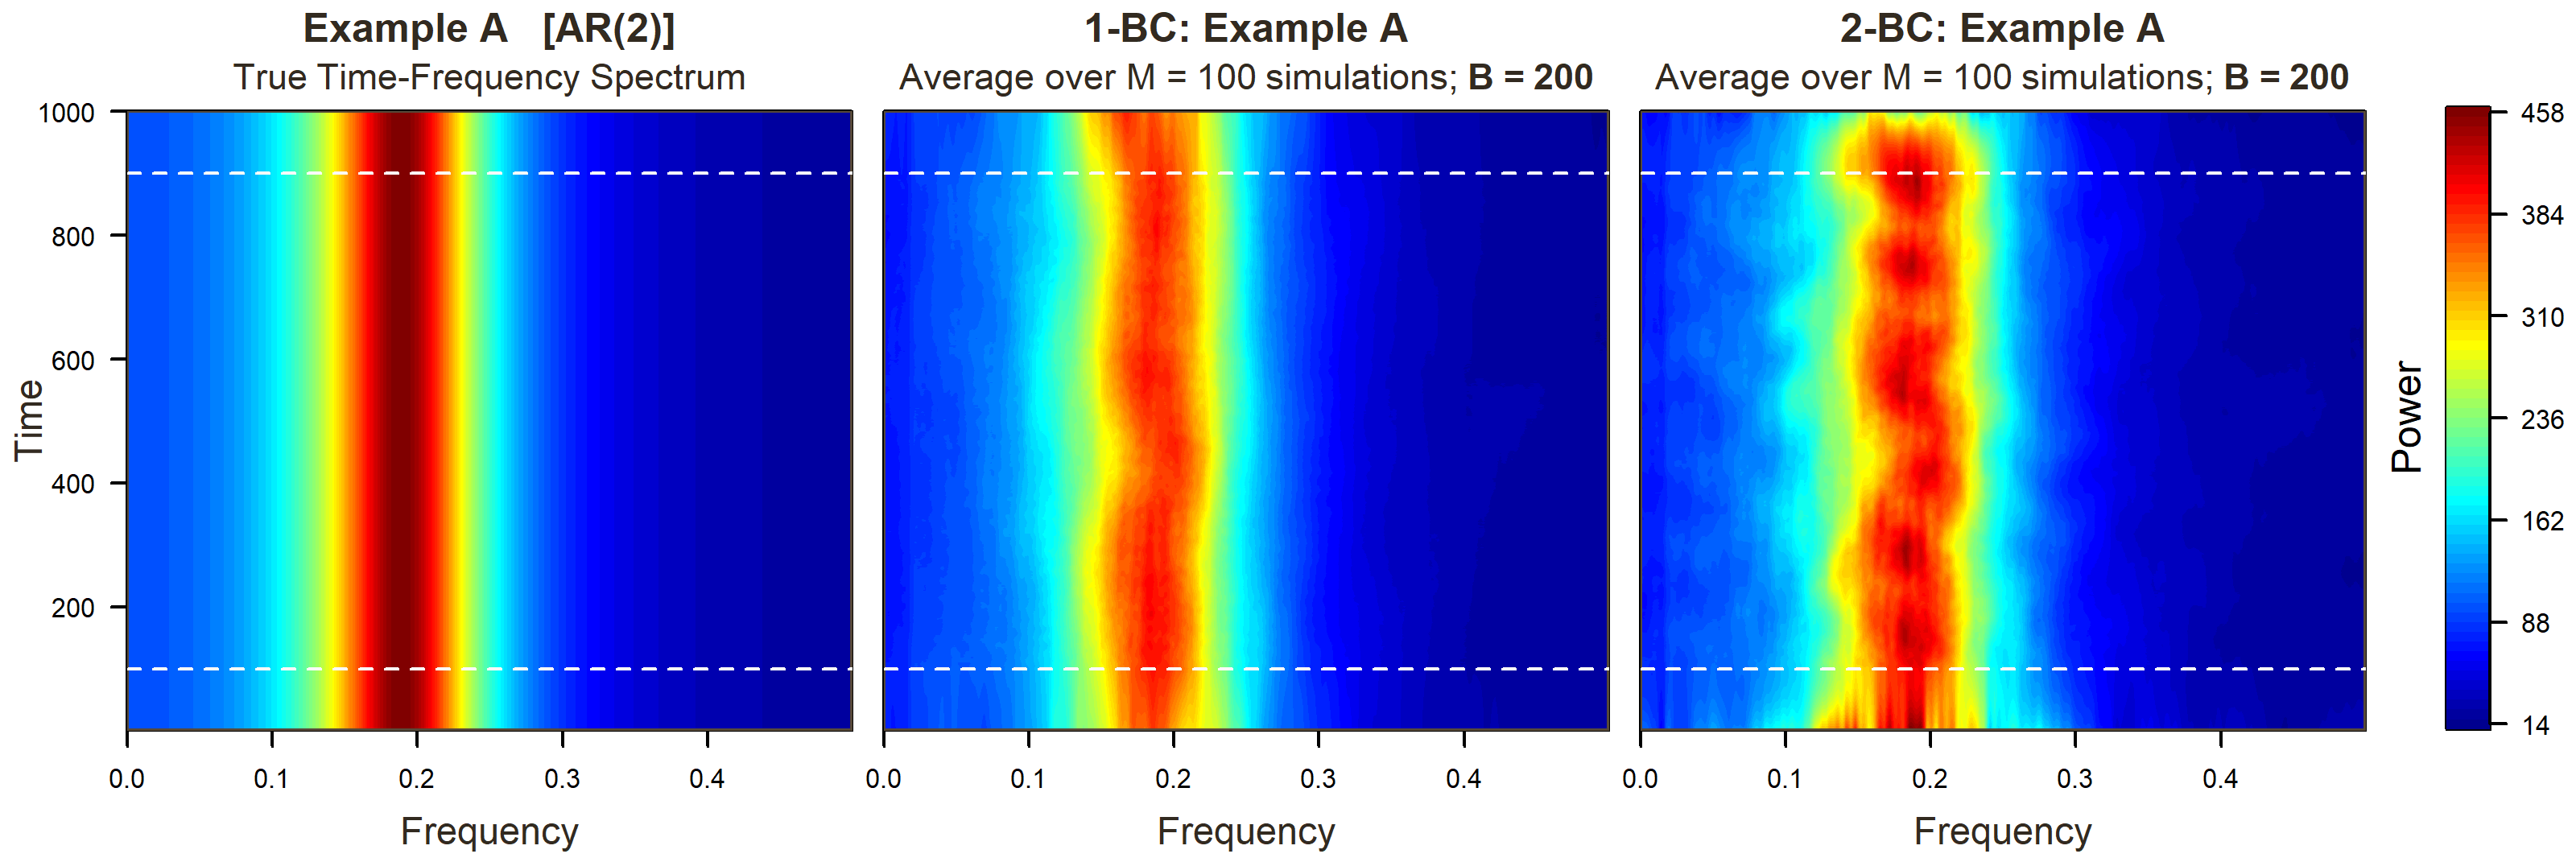 Example A [AR(2)]
True Time-Frequency Spectrum
1000
800
600
400
200
Time
0.0 0.1 0.2 0.3 0.4
Frequency
1-BC: Example A
Average over M = 100 simulations; B = 200
0.0 0.1 0.2 0.3 0.4
Frequency
2-BC: Example A
Average over M = 100 simulations; B = 200
0.0 0.1 0.2 0.3 0.4
Frequency
Power
458
384
310
236
162
88
14